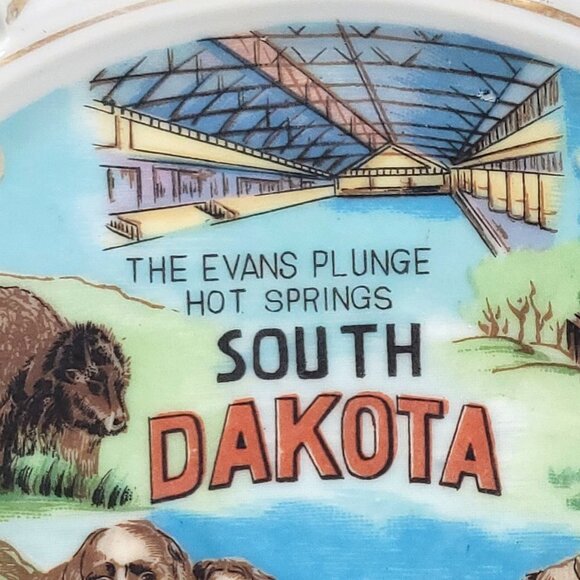 THE EVANS PLUNGE
HOT SPRINGS
SOUTH
DAKOTA